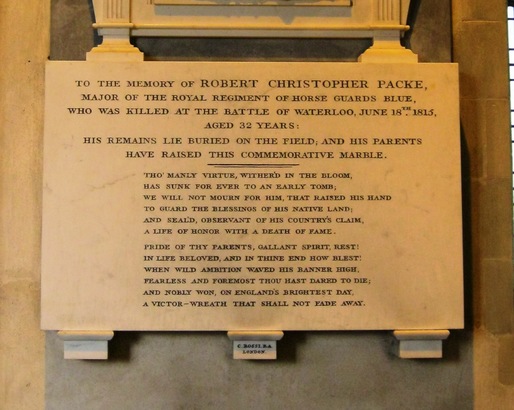 TO THE MEMORY OF ROBERT CHRISTOPHER PACKE,
MAJOR OF THE ROYAL REGIMENT OF HORSE GUARDS BLUE,
WHO WAS KILLED AT THE BATTLE OF WATERLOO, JUNE 18TH. 1815,
AGED 32 YEARS:
HIS REMAINS LIE BURIED ON THE FIELD; AND HIS PARENTS
HAVE RAISED THIS COMMEMORATIVE MARBLE.
THO' MANLY VIRTUE, WITHER'D IN THE BLOOM,
HAS SUNK FOR EVER TO AN EARLY TOMB;
WE WILL NOT MOURN FOR HIM, THAT RAISED HIS HAND
TO GUARD THE BLESSINGS OF HIS NATIVE LAND;
AND SEAL'D, OBSERVANT OF HIS COUNTRY'S CLAIM,
A LIFE OF HONOR WITH A DEATH OF FAME.
PRIDE OF THY PARENTS, GALLANT SPIRIT, REST!
IN LIFE BELOVED, AND IN THINE END HOW BLEST!
WHEN WILD AMBITION WAVED HIS BANNER HIGH,
FEARLESS AND FOREMOST THOU HAST DARED TO DIE;
AND NOBLY WON, ON ENGLAND'S BRIGHTEST DAY,
A VICTOR-WREATH THAT SHALL NOT FADE AWAY.
C. ROSSI. R.A.
LONDON.